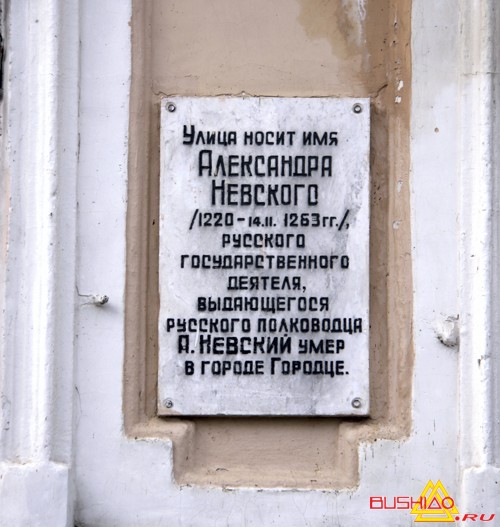 Улица носит имя
Александра
Невского
/1220-14.11.1263гг./,
русского
государственного
деятеля,
выдающегося
русского полководца
А. Невский умер
в городе Городце.
BUSHIDO
.RU